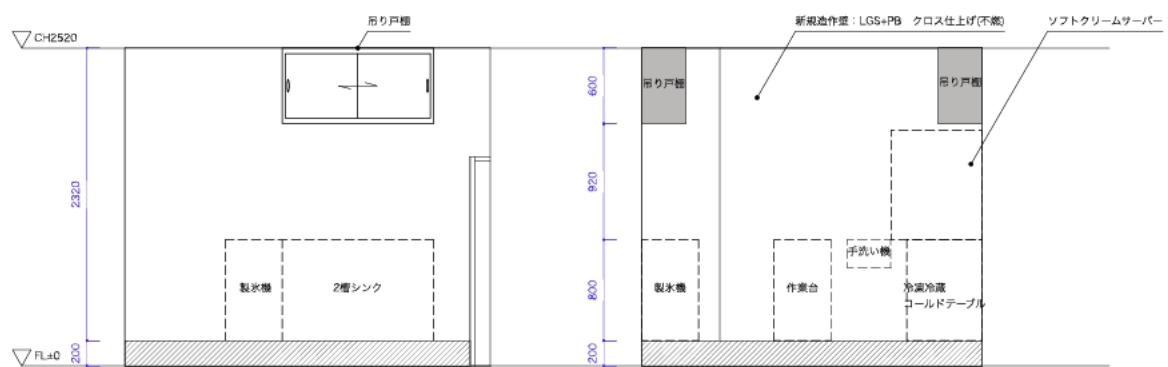 吊り戸棚
新規造作壁：LGS+PB　クロス仕上げ(不燃)
ソフトクリームサーバー
CH2520
吊り戸棚
吊り戸棚
600
2320
920
手洗い機
製氷機
2槽シンク
800
製氷機
作業台
冷凍冷蔵
コールドテーブル
FL±0
200
200